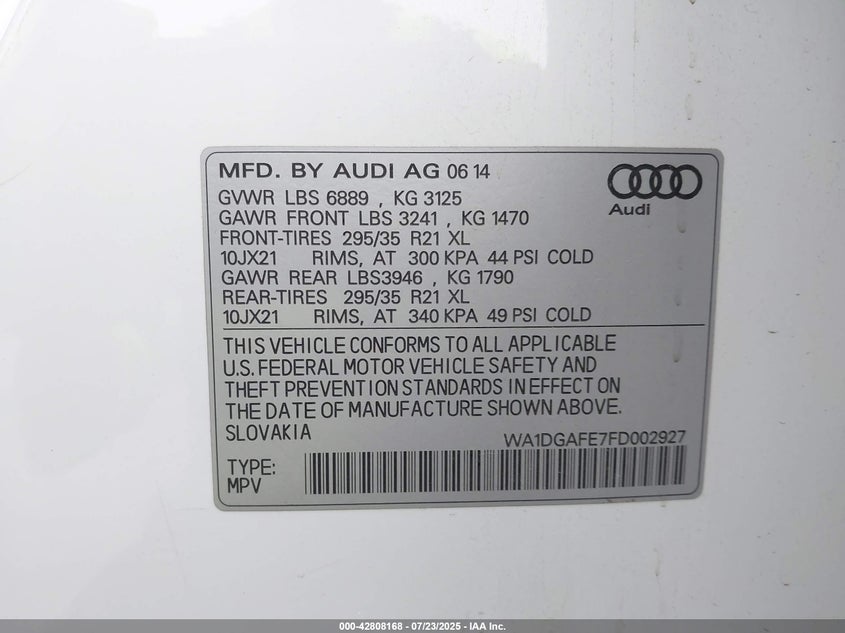 MFD. BY AUDI AG 06 14
GVWR LBS 6889 , KG 3125
GAWR FRONT LBS 3241 , KG 1470
FRONT-TIRES 295/35 R21 XL
10JX21 RIMS, AT 300 KPA 44 PSI COLD
GAWR REAR LBS3946 , KG 1790
REAR-TIRES 295/35 R21 XL
10JX21 RIMS, AT 340 KPA 49 PSI COLD
Audi
THIS VEHICLE CONFORMS TO ALL APPLICABLE
U.S. FEDERAL MOTOR VEHICLE SAFETY AND
THEFT PREVENTION STANDARDS IN EFFECT ON
THE DATE OF MANUFACTURE SHOWN ABOVE.
SLOVAKIA
WA1DGAFE7FD002927
TYPE:
MPV
000-42808168 - 07/23/2025 - IAA Inc.